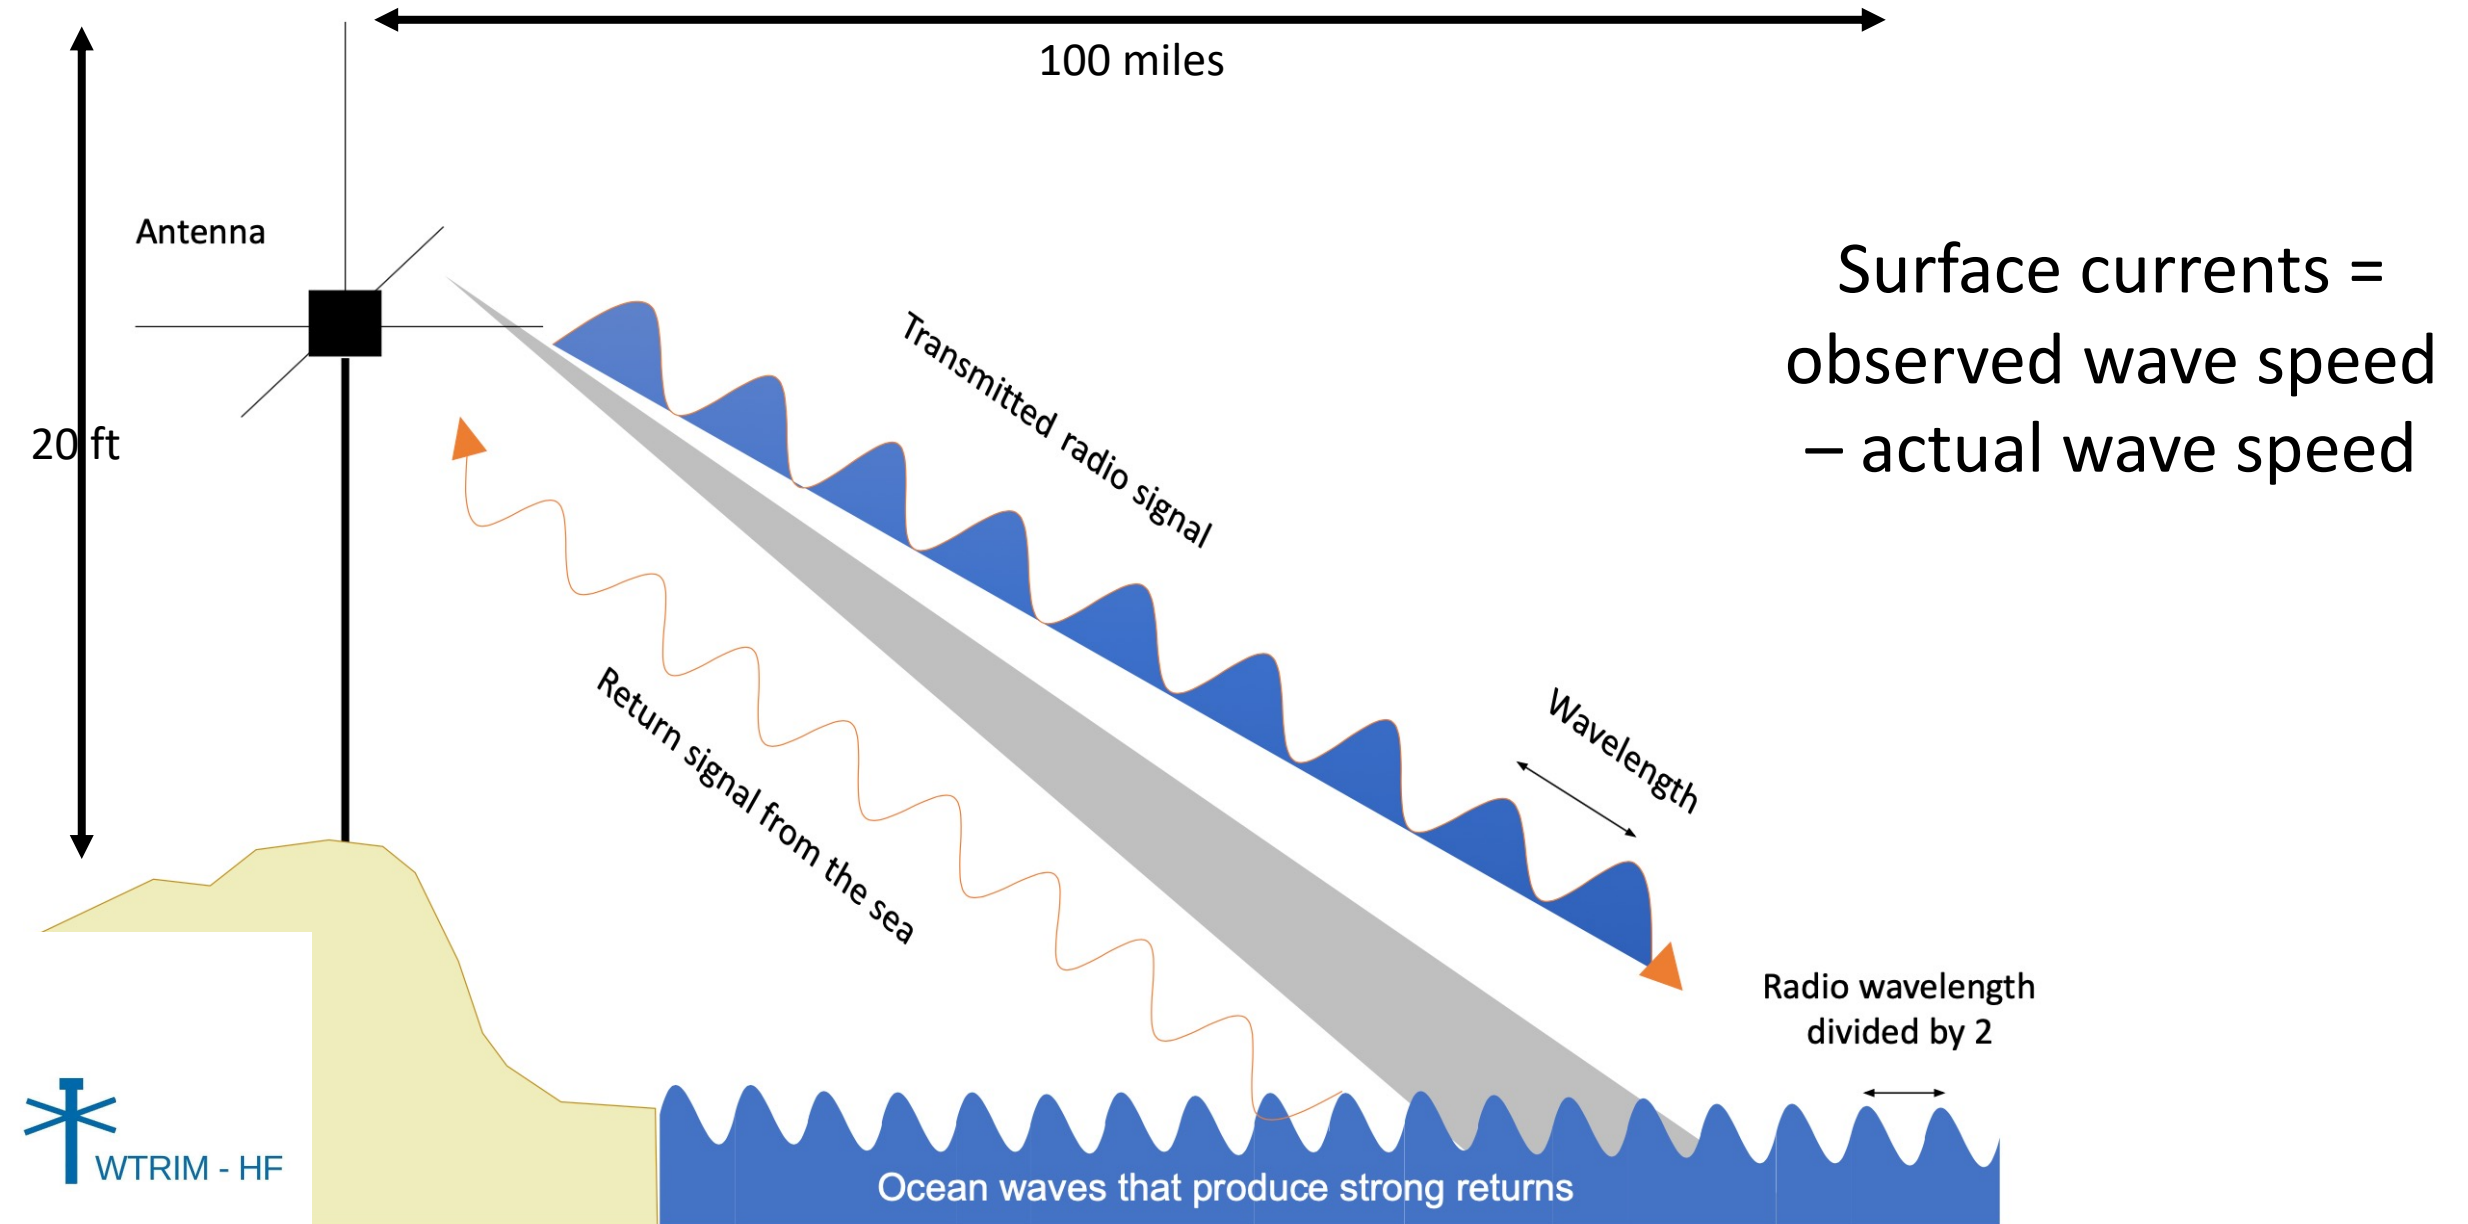 100 miles
Antenna
20 ft
Transmitted radio signal
Surface currents =
observed wave speed
– actual wave speed
Return signal from the sea
Wavelength
Radio wavelength
divided by 2
WTRIM - HF
Ocean waves that produce strong returns